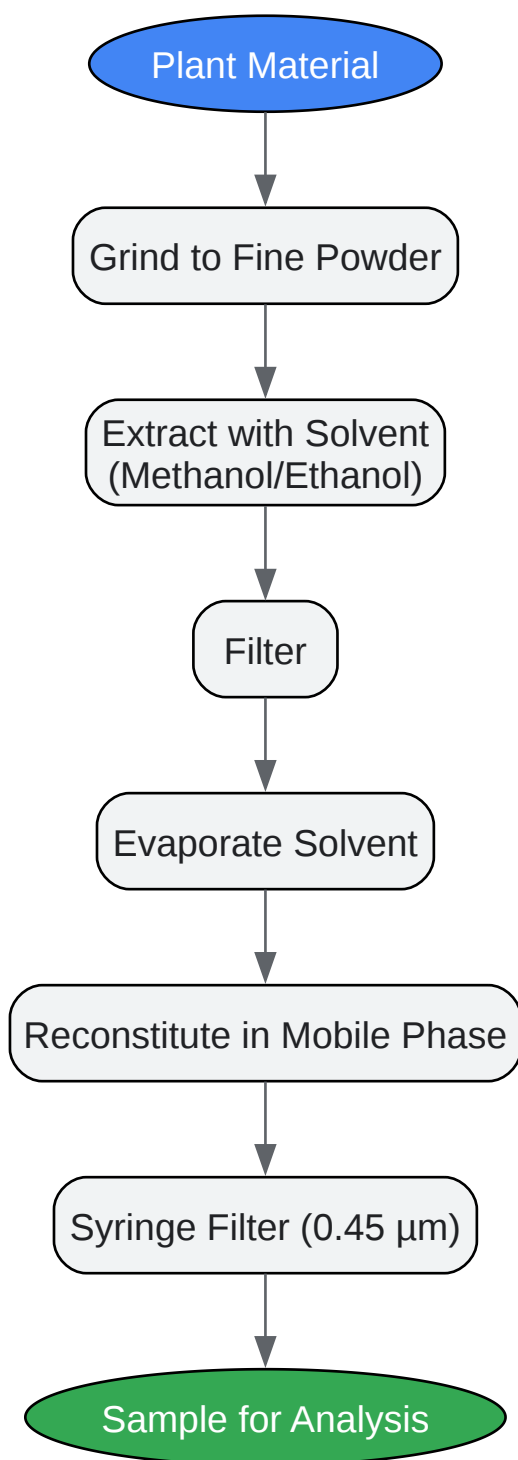 Plant Material
Grind to Fine Powder
Extract with Solvent
(Methanol/Ethanol)
Filter
Evaporate Solvent
Reconstitute in Mobile Phase
Syringe Filter (0.45 µm)
Sample for Analysis